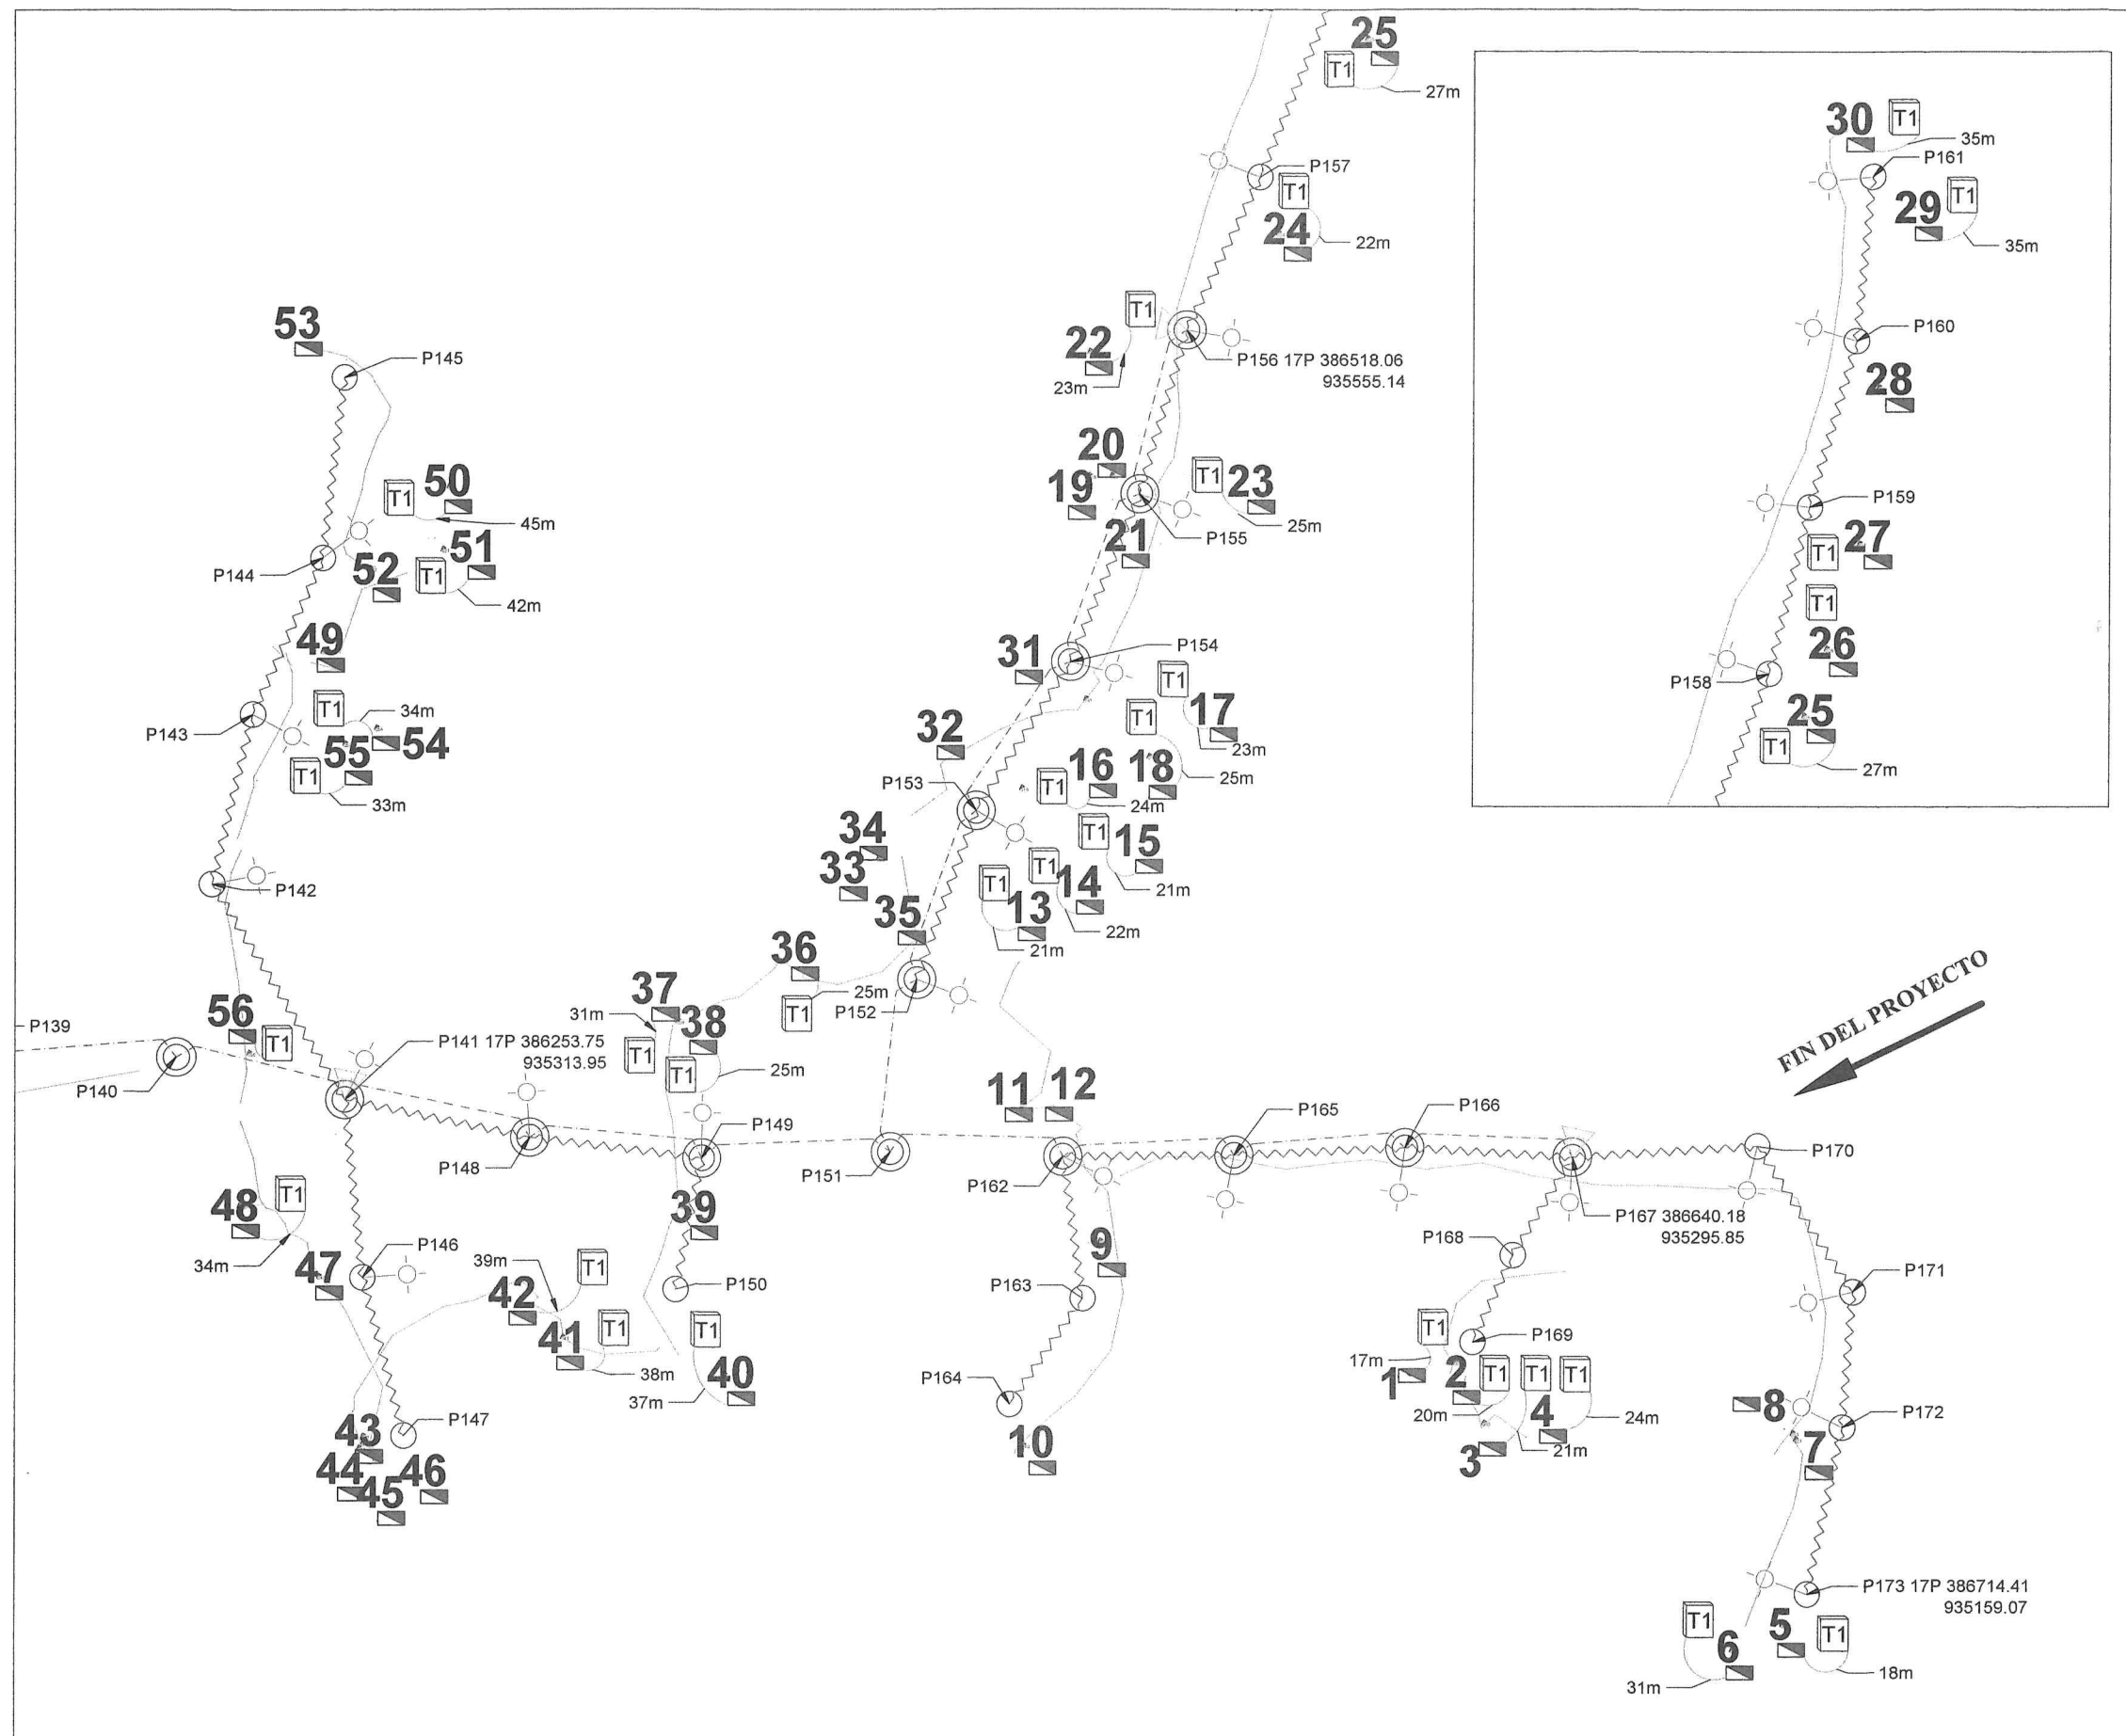 25
T1
27m
P157
T1
24
22m
T1
22
23m
P156 17P 386518.06
935555.14
53
P145
50
T1
45m
51
P144
52
T1
42m
49
T1
34m
P143
55
54
T1
33m
P142
20
19
T1
23
25m
21
P155
31
P154
T1
17
T1
23m
32
18
25m
P153
16
T1
24m
34
T1
15
33
T1
14
21m
T1
13
22m
35
21m
36
25m
T1
P152
37
31m
38
T1
T1
25m
P139
56
T1
P140
P141 17P 386253.75
935313.95
11
12
P148
P149
P151
P162
P165
P166
P170
FIN DEL PROYECTO
P167 386640.18
935295.85
T1
48
34m
47
P146
39
39m
T1
42
41
T1
38m
P150
T1
40
37m
9
P163
P164
10
P168
P171
P169
T1
17m
1
2
T1
T1
T1
20m
4
24m
3
21m
8
P172
7
P147
43
44
45
46
P173 17P 386714.41
935159.07
T1
5
T1
6
31m
18m
30
T1
35m
P161
29
T1
35m
P160
28
P159
T1
27
T1
26
P158
25
T1
27m